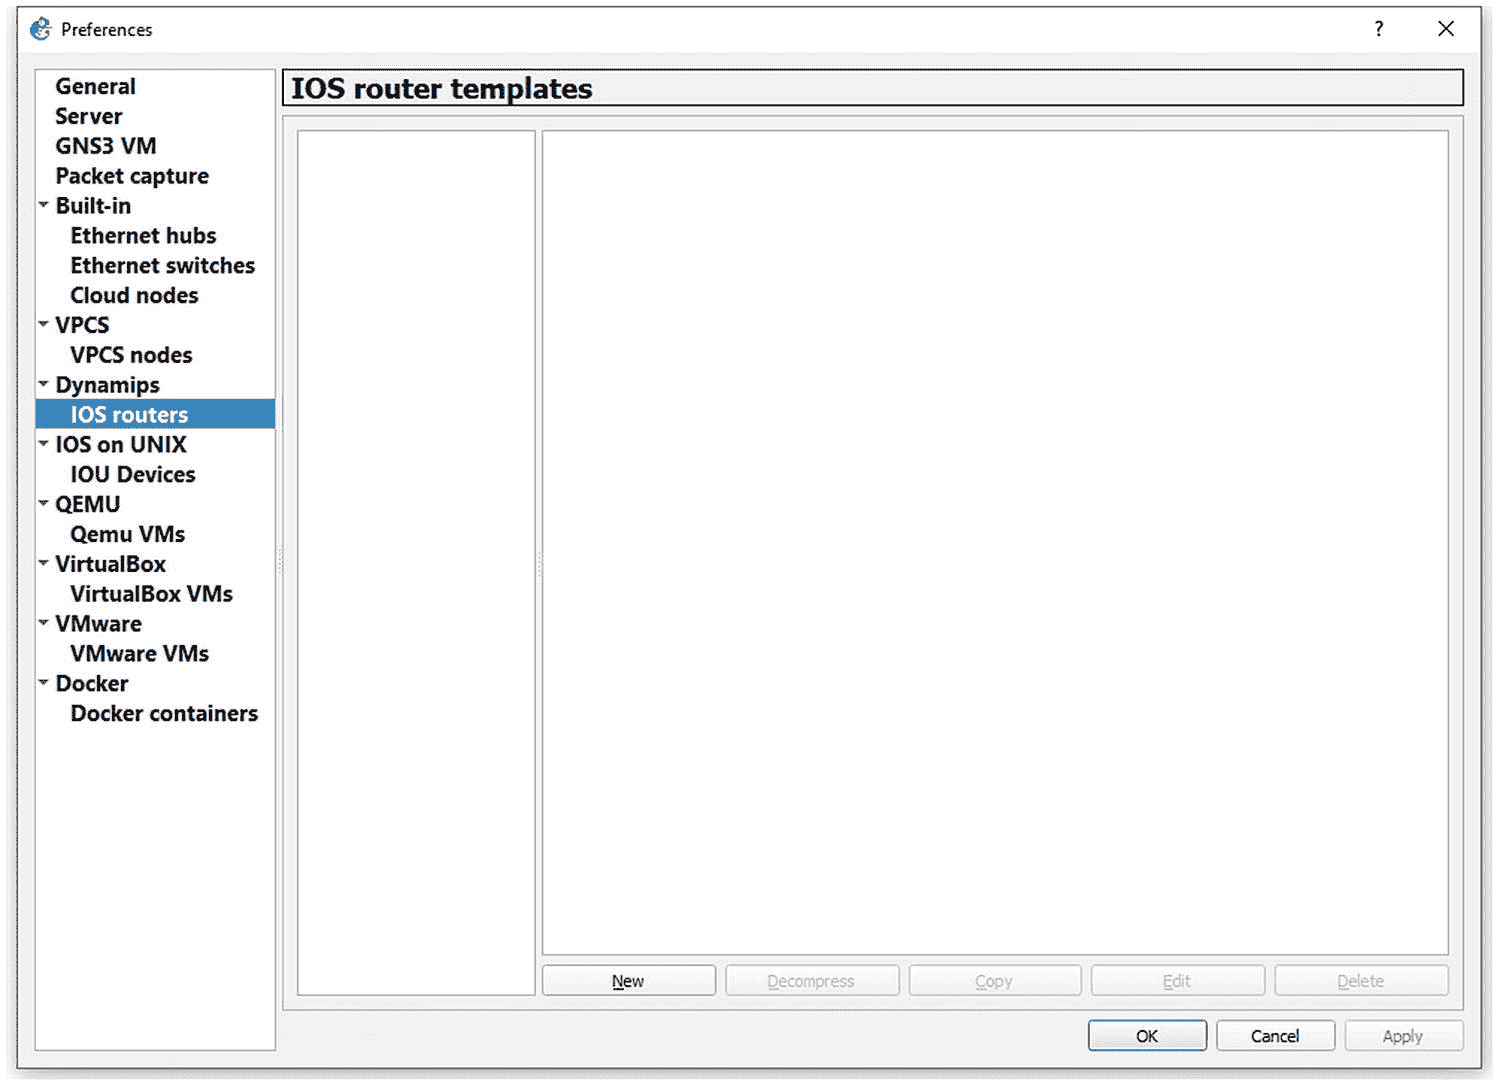 Preferences
?
General
Server
GNS3 VM
Packet capture
Built-in
Ethernet hubs
Ethernet switches
Cloud nodes
VPCS
VPCS nodes
Dynamips
IOS routers
IOS on UNIX
IOU Devices
QEMU
Qemu VMs
VirtualBox
VirtualBox VMs
VMware
VMware VMs
Docker
Docker containers
IOS router templates
New
Decompress
Copy
Edit
Delete
OK
Cancel
Apply